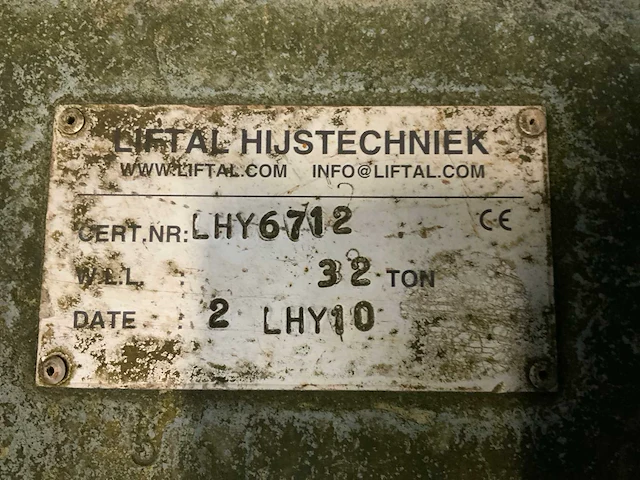 LIFTAL HIJSTECHNIEK
WWW.LIFTAL.COM INFO@LIFTAL.COM
CERT.NR: LHY6712 CE
W.L.L. : 32 TON
DATE : 2 LHY10